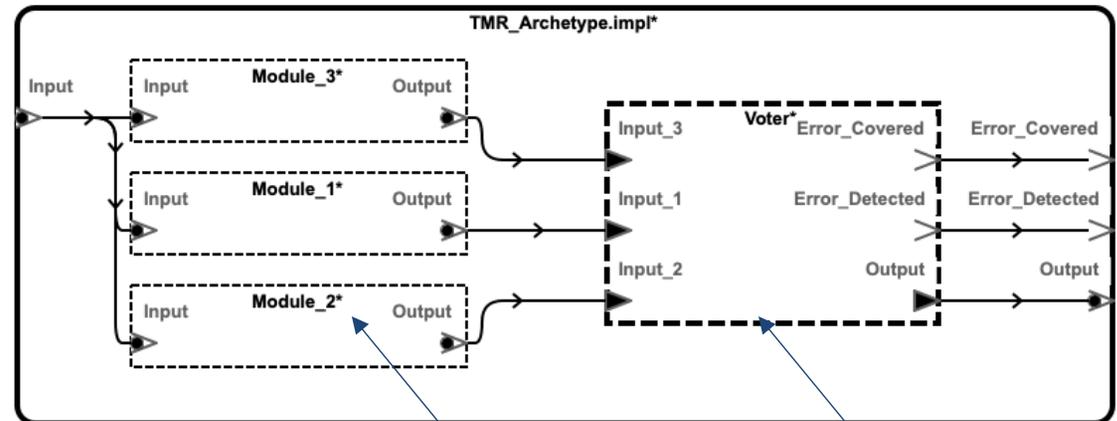 TMR_Archetype.impl*
Input
Input
Module_3*
Output
Input
Module_1*
Output
Input
Module_2*
Output
Voter*
Input_3
Error_Covered
Input_1
Error_Detected
Input_2
Output
Error_Covered
Error_Detected
Output